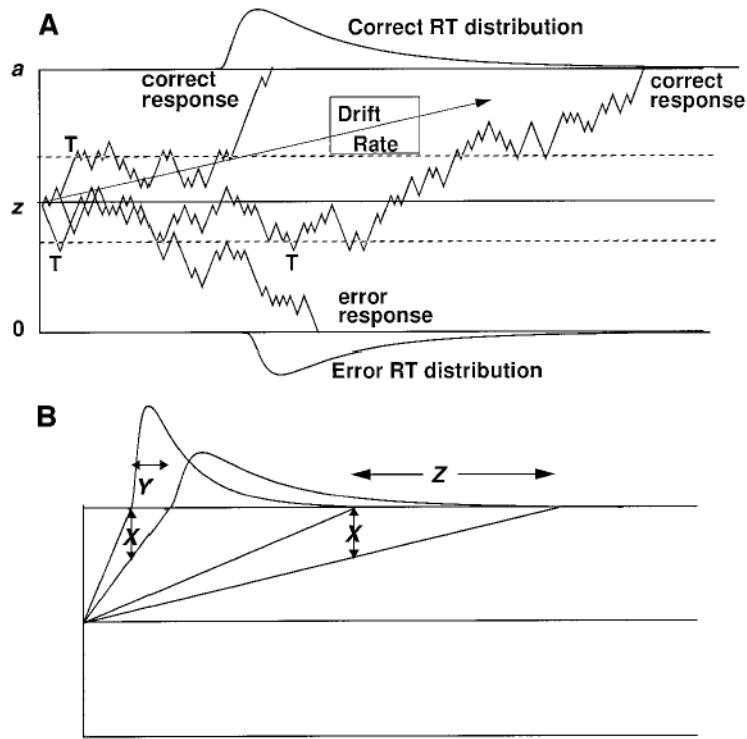 A
Correct RT distribution
a
correct
response
correct
response
Drift
Rate
T
z
T
T
error
response
0
Error RT distribution
B
Z
Y
X
X